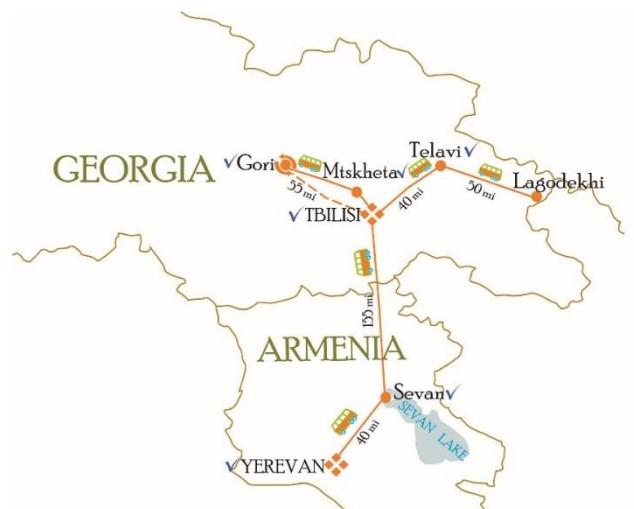 Telavi
GEORGIA
Gori
Mtskheta
Lagodekhi
55 mi
40 mi
50 mi
TBILISI
155 mi
ARMENIA
Sevan
SEVAN LAKE
40 mi
YEREVAN